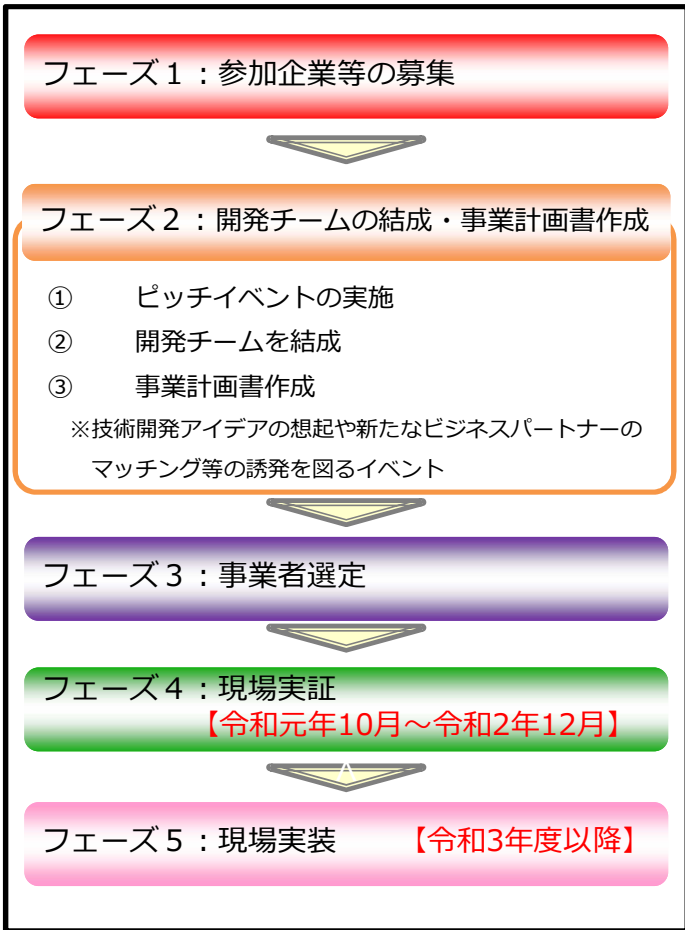 フェーズ１：参加企業等の募集
フェーズ２：開発チームの結成・事業計画書作成
① ピッチイベントの実施
② 開発チームを結成
③ 事業計画書作成
※技術開発アイデアの想起や新たなビジネスパートナーの
マッチング等の誘発を図るイベント
フェーズ３：事業者選定
フェーズ４：現場実証
【令和元年10月～令和2年12月】
フェーズ５：現場実装 【令和3年度以降】